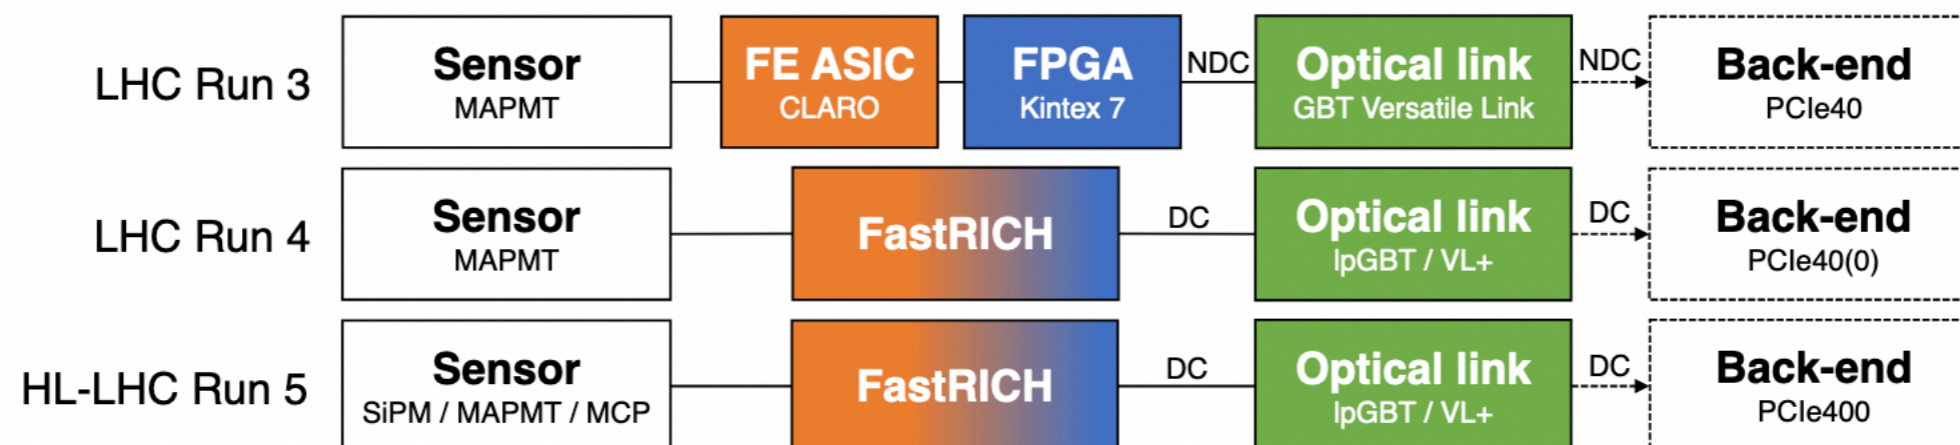 LHC Run 3
Sensor
MAPMT
FE ASIC
CLARO
FPGA
Kintex 7
NDC
Optical link
GBT Versatile Link
NDC
Back-end
PCIe40
LHC Run 4
Sensor
MAPMT
FastRICH
DC
Optical link
lpGBT / VL+
DC
Back-end
PCIe40(0)
HL-LHC Run 5
Sensor
SiPM / MAPMT / MCP
FastRICH
DC
Optical link
lpGBT / VL+
DC
Back-end
PCIe400